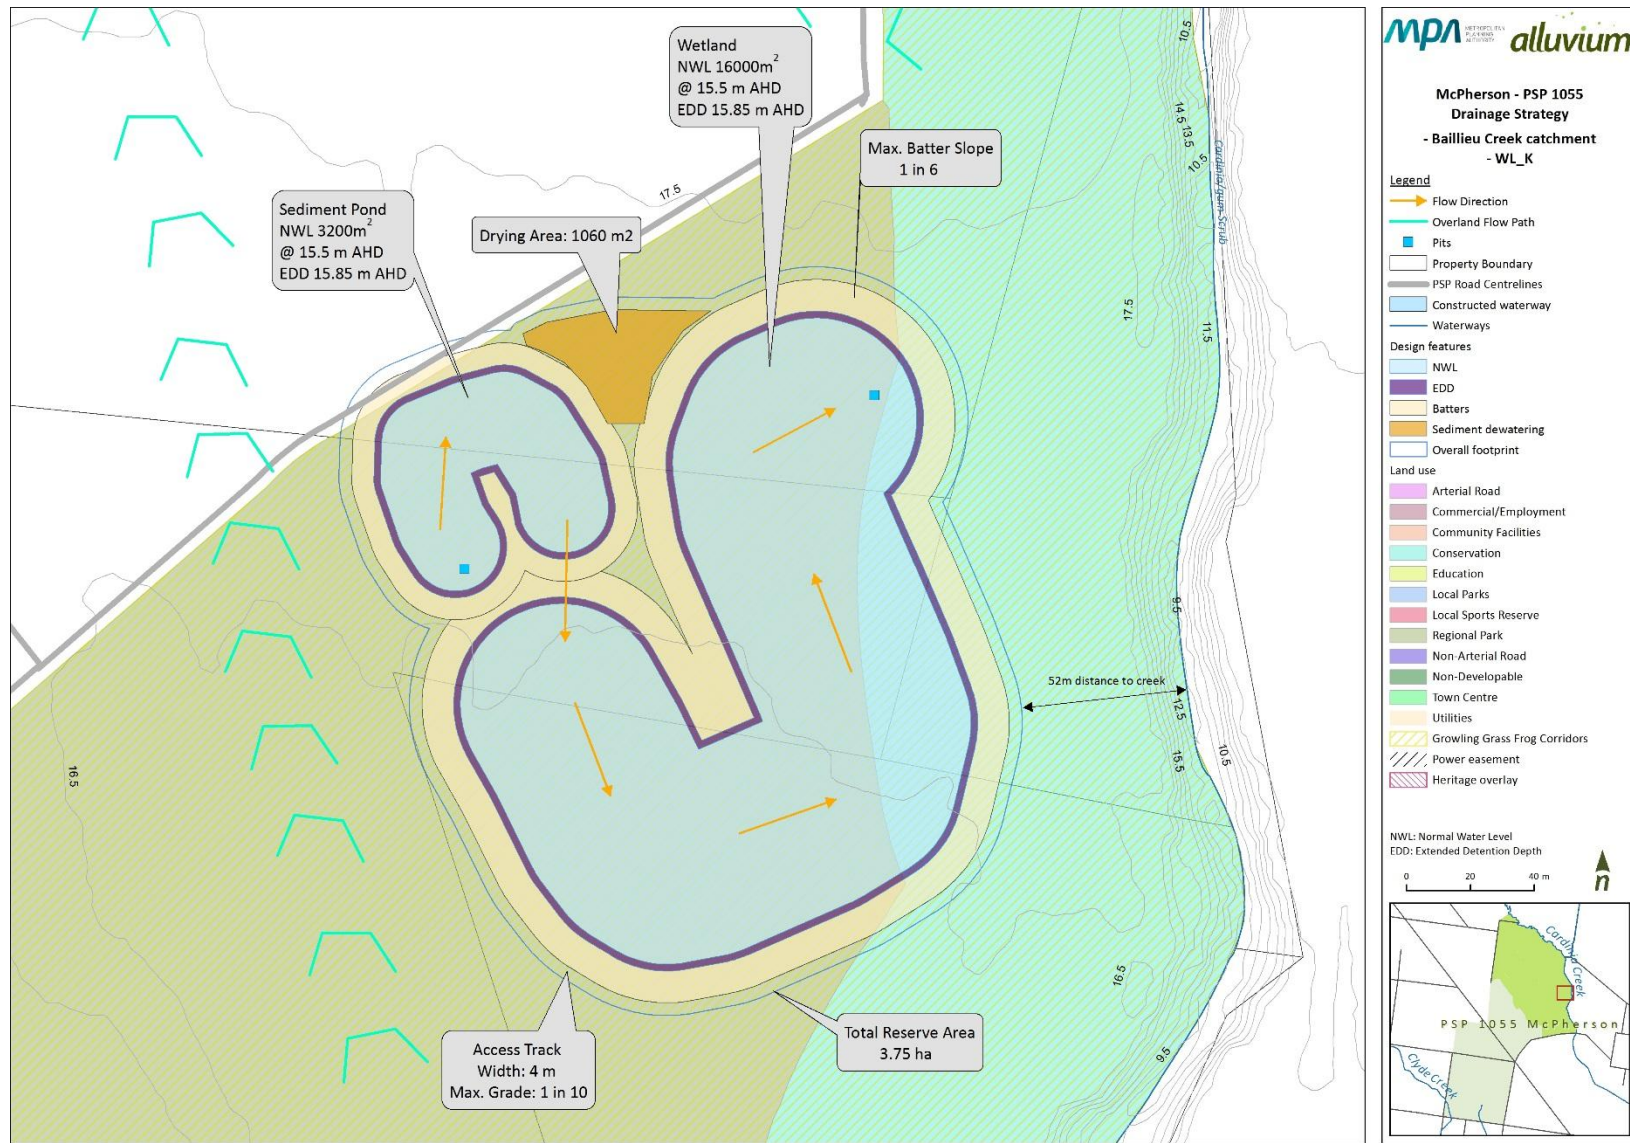 Wetland
NWL 16000m²
@ 15.5 m AHD
EDD 15.85 m AHD
Max. Batter Slope
1 in 6
Sediment Pond
NWL 3200m²
@ 15.5 m AHD
EDD 15.85 m AHD
Drying Area: 1060 m2
52m distance to creek
Access Track
Width: 4 m
Max. Grade: 1 in 10
Total Reserve Area
3.75 ha
10.5
14.5
13.5
10.5
17.5
17.5
11.5
9.5
12.5
15.5
10.5
16.5
16.5
9.5
MPA METROPOLITAN
PLANNING
AUTHORITY
alluvium
McPherson - PSP 1055
Drainage Strategy
- Baillieu Creek catchment
- WL_K
Legend
Flow Direction
Overland Flow Path
Pits
Property Boundary
PSP Road Centrelines
Constructed waterway
Waterways
Design features
NWL
EDD
Batters
Sediment dewatering
Overall footprint
Land use
Arterial Road
Commercial/Employment
Community Facilities
Conservation
Education
Local Parks
Local Sports Reserve
Regional Park
Non-Arterial Road
Non-Developable
Town Centre
Utilities
Growling Grass Frog Corridors
Power easement
Heritage overlay
NWL: Normal Water Level
EDD: Extended Detention Depth
0 20 40 m
n
Cardinia Creek
PSP 1055 McPherson
Clyde Creek